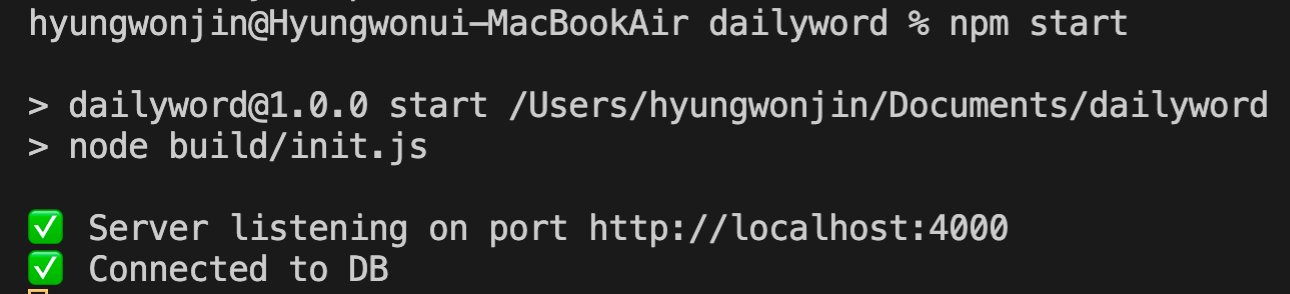 hyungwonjin@Hyungwonui-MacBookAir dailyword % npm start
> dailyword@1.0.0 start /Users/hyungwonjin/Documents/dailyword
> node build/init.js
✅ Server listening on port http://localhost:4000
✅ Connected to DB